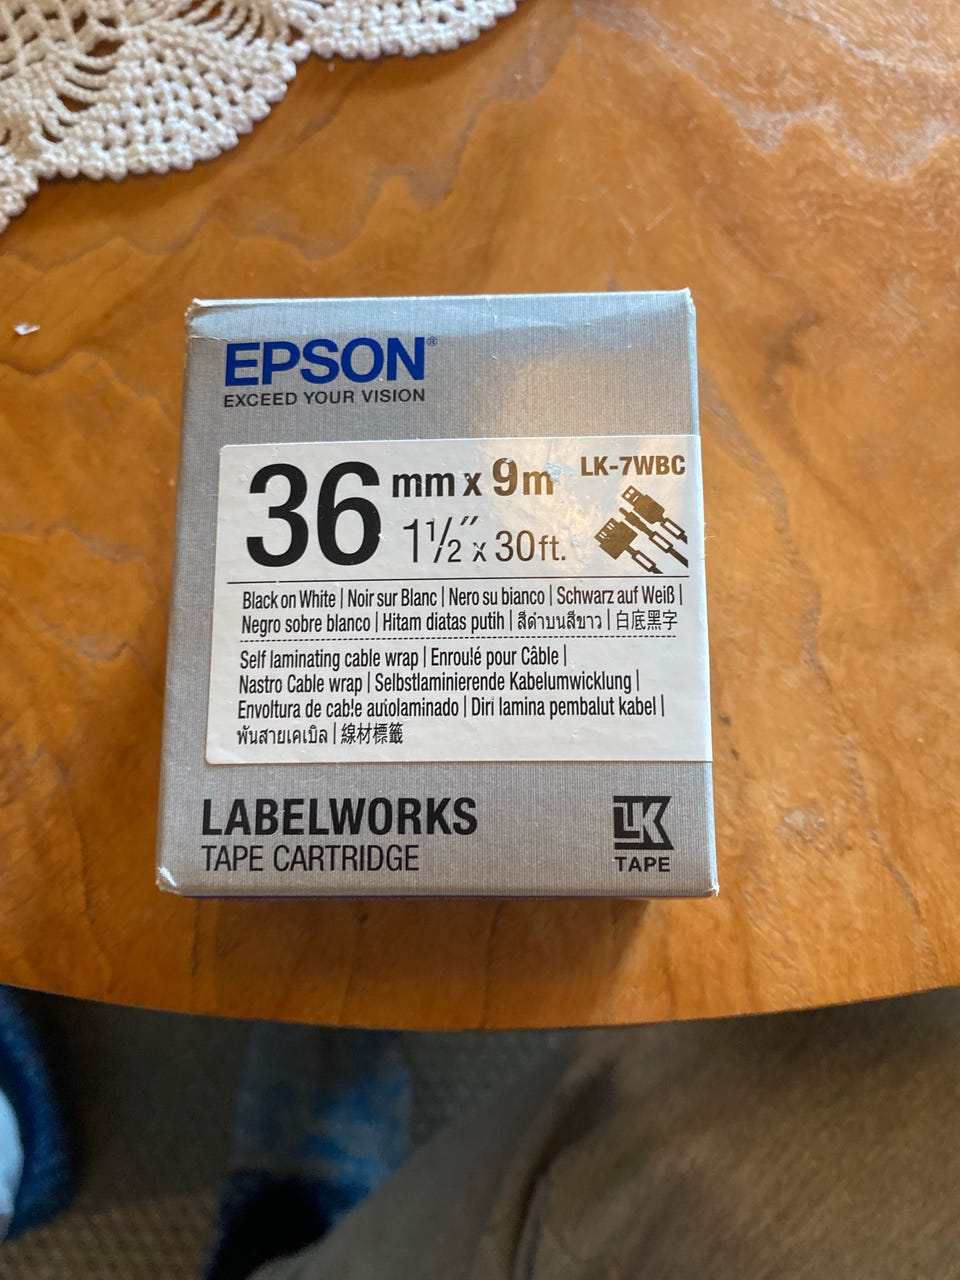 EPSON®
EXCEED YOUR VISION
36 mm x 9m LK-7WBC
1 1/2" x 30 ft.
Black on White | Noir sur Blanc | Nero su bianco | Schwarz auf Weiß |
Negro sobre blanco | Hitam diatas putih | สีดำบนสีขาว | 白底黑字
Self laminating cable wrap | Enroulé pour Câble |
Nastro Cable wrap | Selbstlaminierende Kabelumwicklung |
Envoltura de cable autolaminado | Diri lamina pembalut kabel |
พันสายเคเบิล | 線材標籤
LABELWORKS
TAPE CARTRIDGE
LK
TAPE